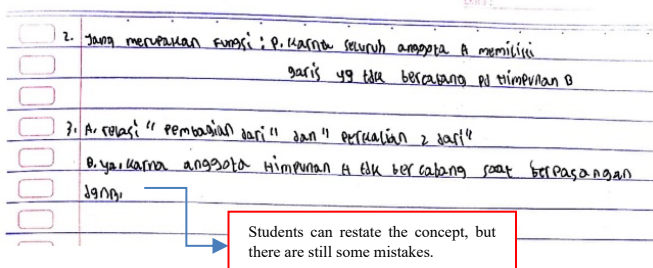 2. Yang merupakan Fungsi : P. Karna seluruh anggota A memiliki
garis yg tdk bercabang pd Himpunan B
3. A. relasi " Pembagian dari " dan " Perkalian 2 dari "
B. ya, karna anggota Himpunan A tdk bercabang saat berpasangan
dgn B.
Students can restate the concept, but
there are still some mistakes.